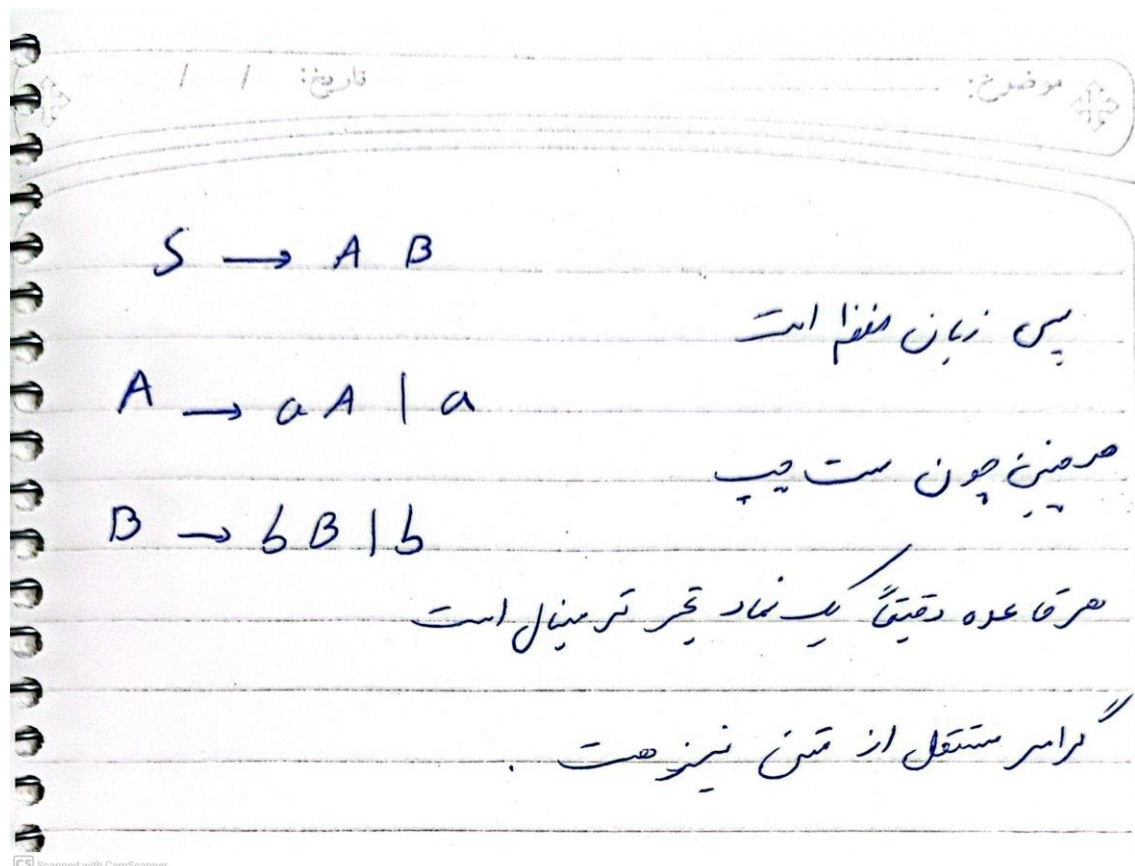 موضوع:
تاریخ: / /
S → A B
پس زبان منظم است
A → aA | a
همچنین چون سمت چپ
B → bB | b
هر قاعده دقیقاً یک نماد غیر ترمینال است
گرامر مستقل از متن نیز هست.
CS Scanned with CamScanner